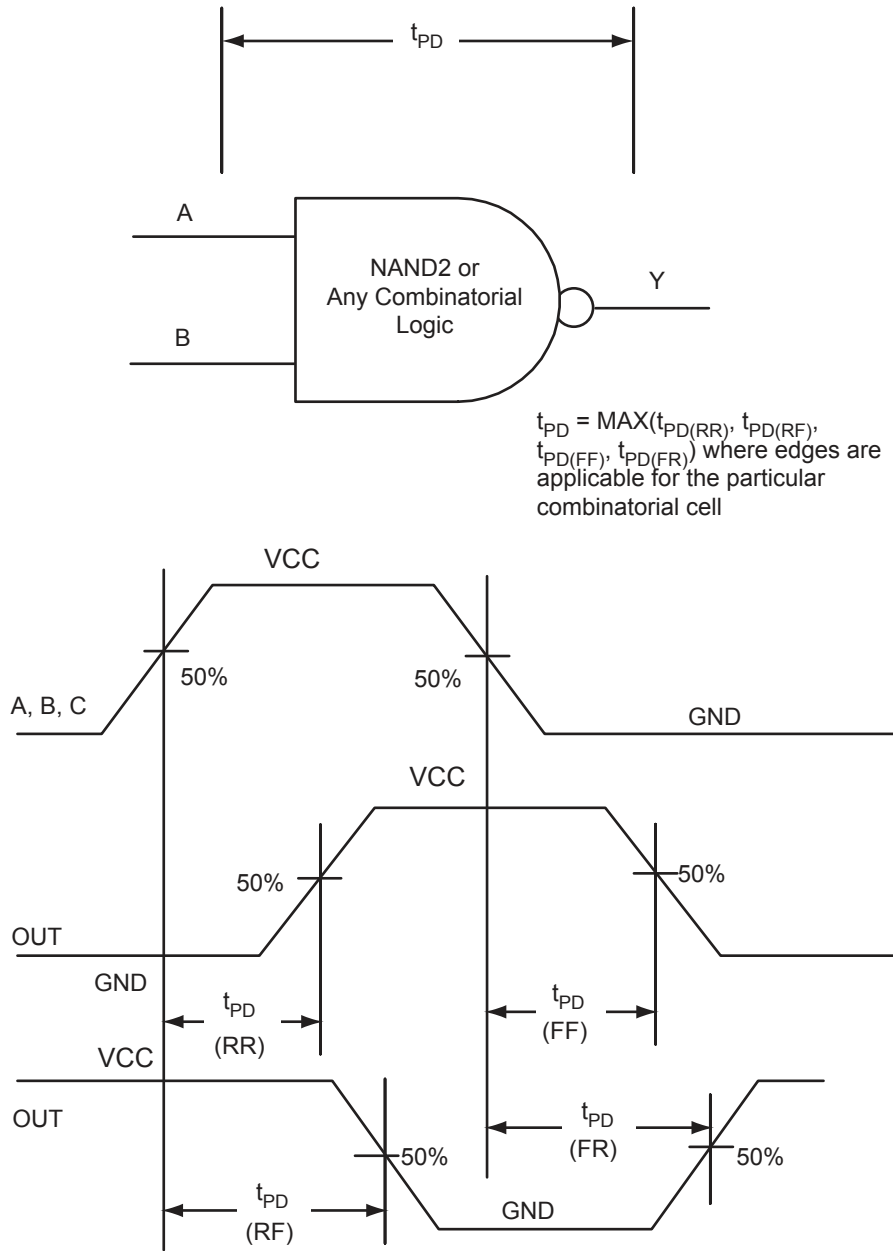 tPD
A
NAND2 or
Any Combinatorial
Logic
Y
B
tPD = MAX(tPD(RR), tPD(RF),
tPD(FF), tPD(FR)) where edges are
applicable for the particular
combinatorial cell
VCC
50%
50%
A, B, C
GND
VCC
50%
50%
OUT
GND
tPD
(RR)
tPD
(FF)
VCC
OUT
tPD
(FR)
50%
50%
tPD
(RF)
GND